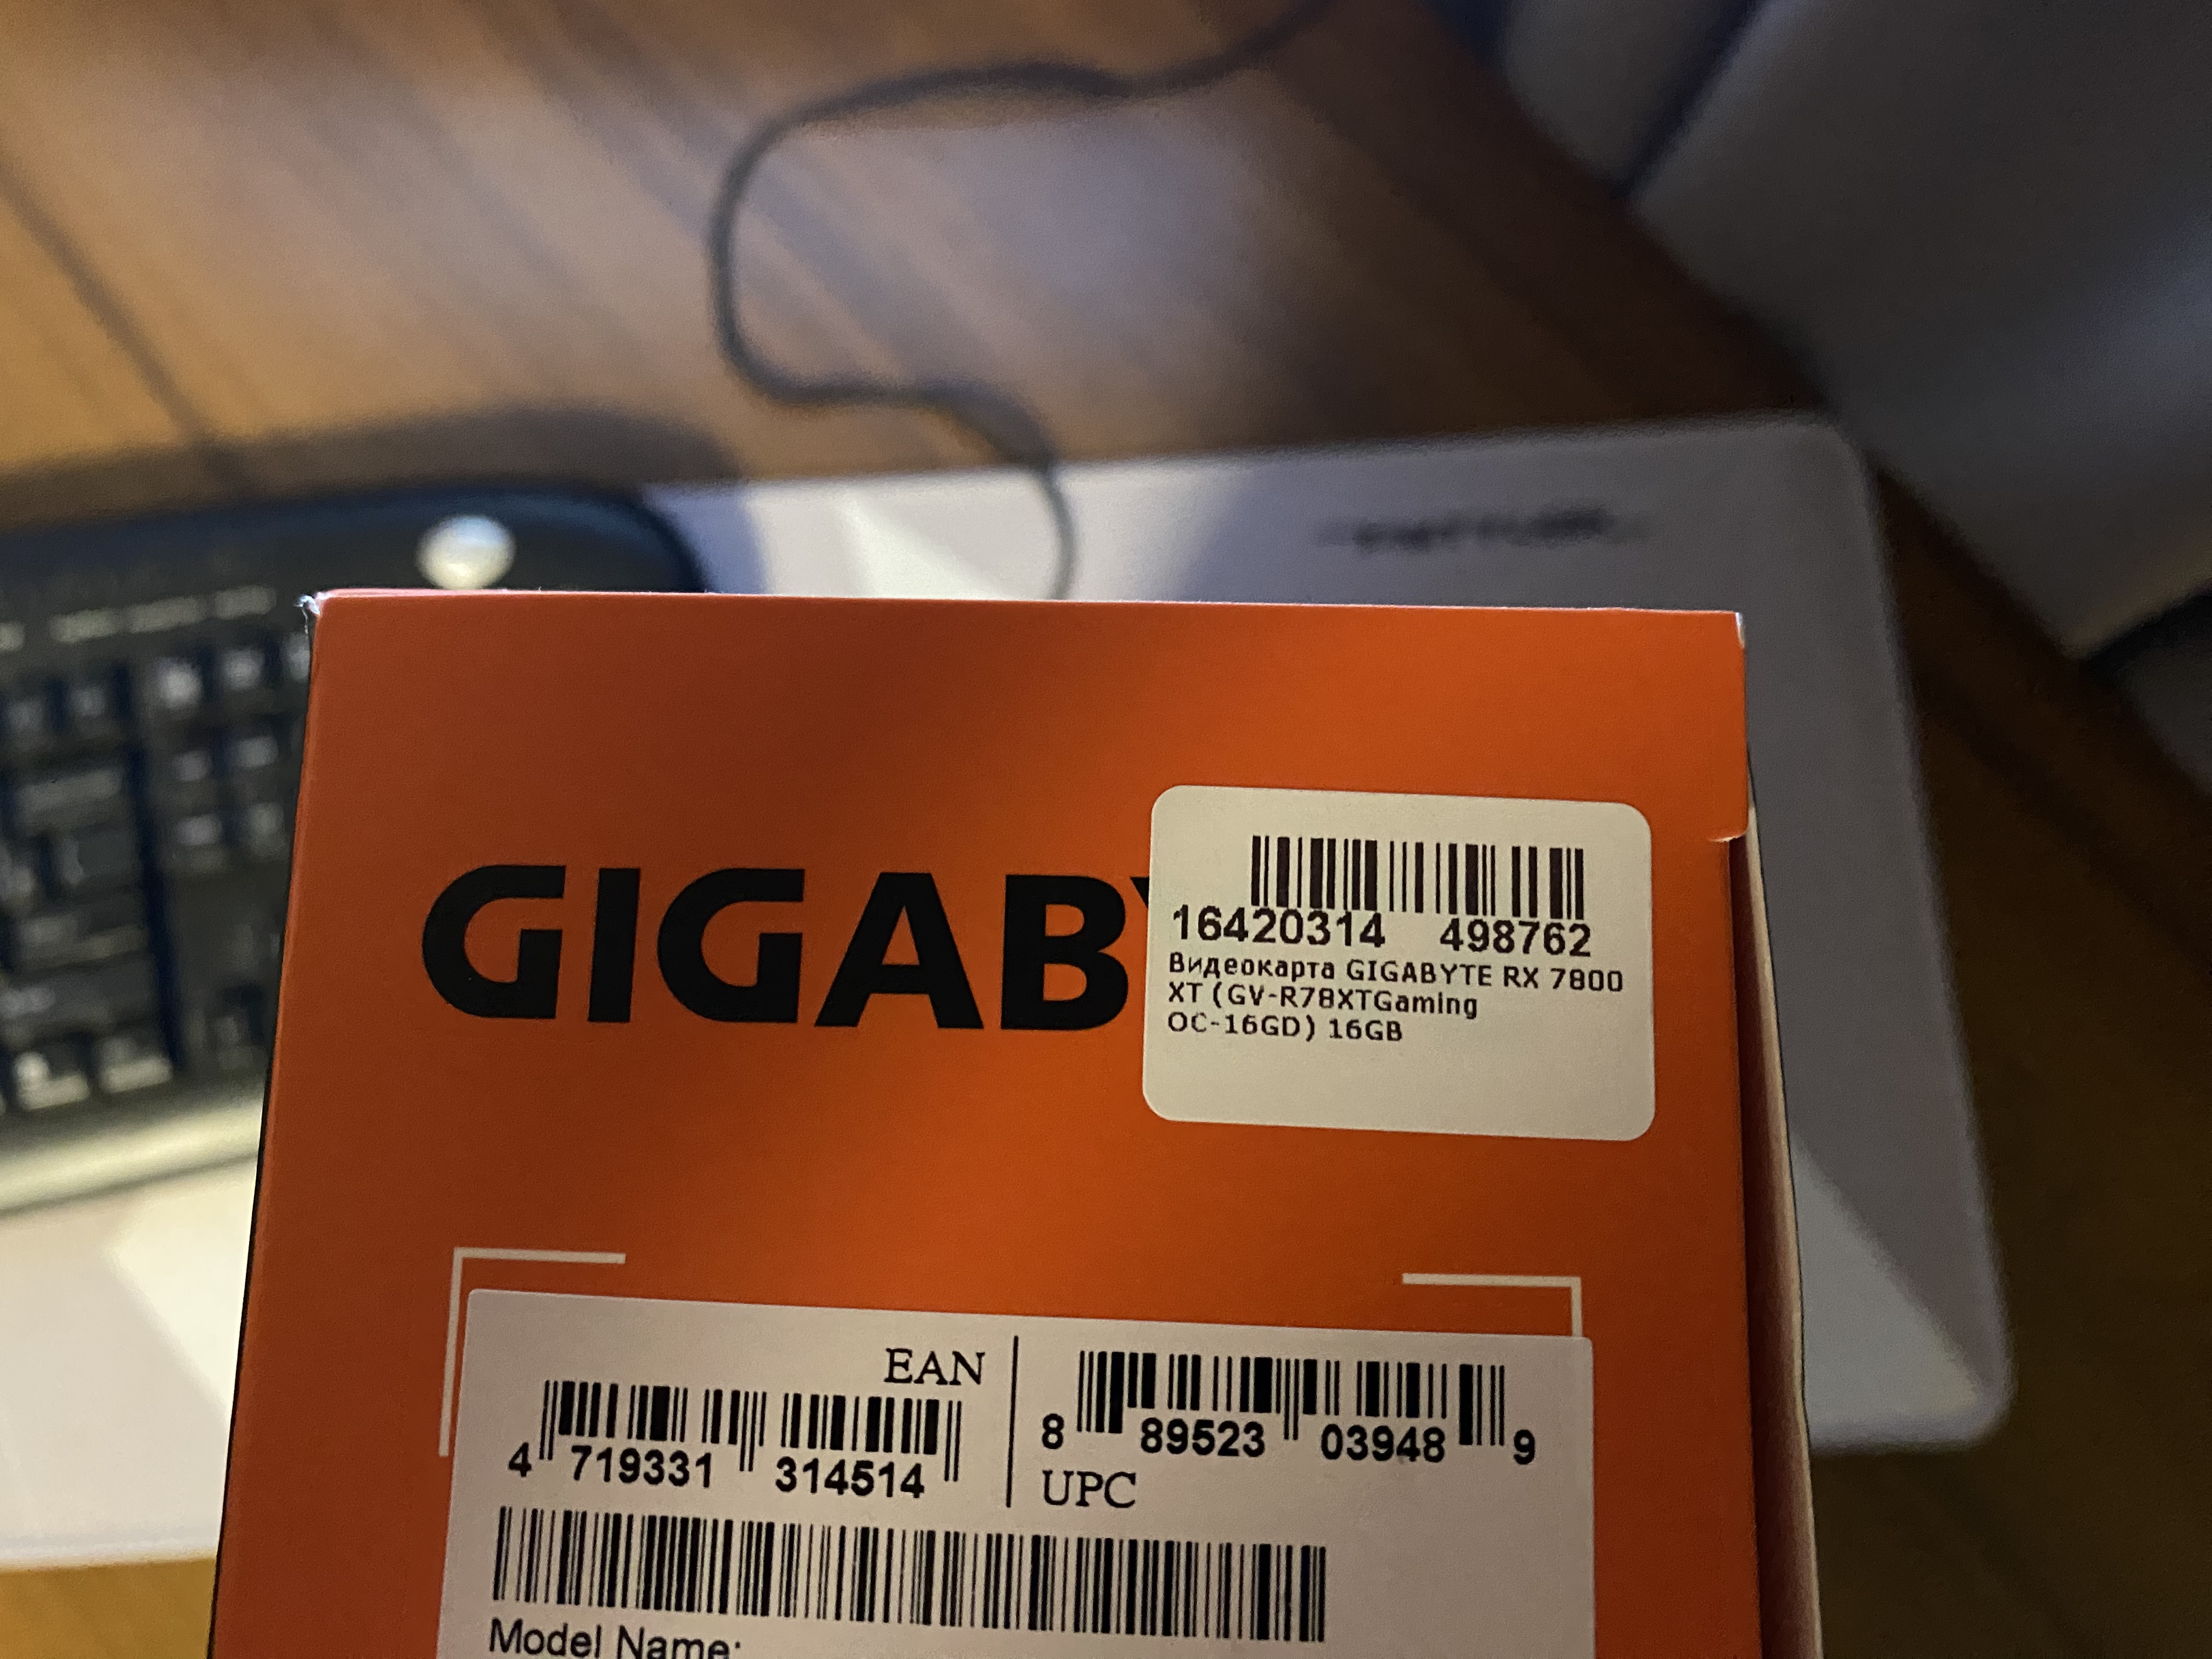 GIGAB
16420314 498762
Видеокарта GIGABYTE RX 7800
XT (GV-R78XTGaming
OC-16GD) 16GB
EAN
4 719331 314514
8 89523 03948 9
UPC
Model Name: